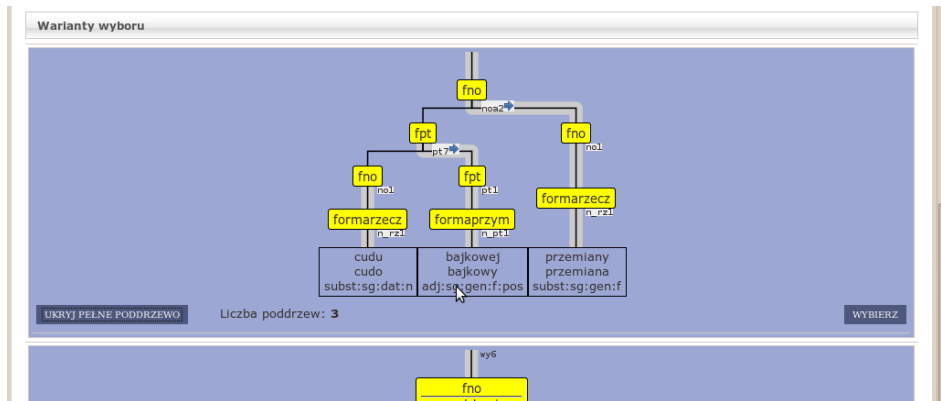 Warianty wyboru
fno
noa2
fpt
fno
pt7
no1
fno
fpt
no1
pt1
formarzecz
formarzecz
formaprzym
n_rz1
n_rz1
n_pt1
cudu bajkowej przemiany
cudo bajkowy przemiana
subst:sg:dat:n adj:sg:gen:f:pos subst:sg:gen:f
UKRYJ PEŁNE PODDRZEWO Liczba poddrzew: 3 WYBIERZ
wy6
fno